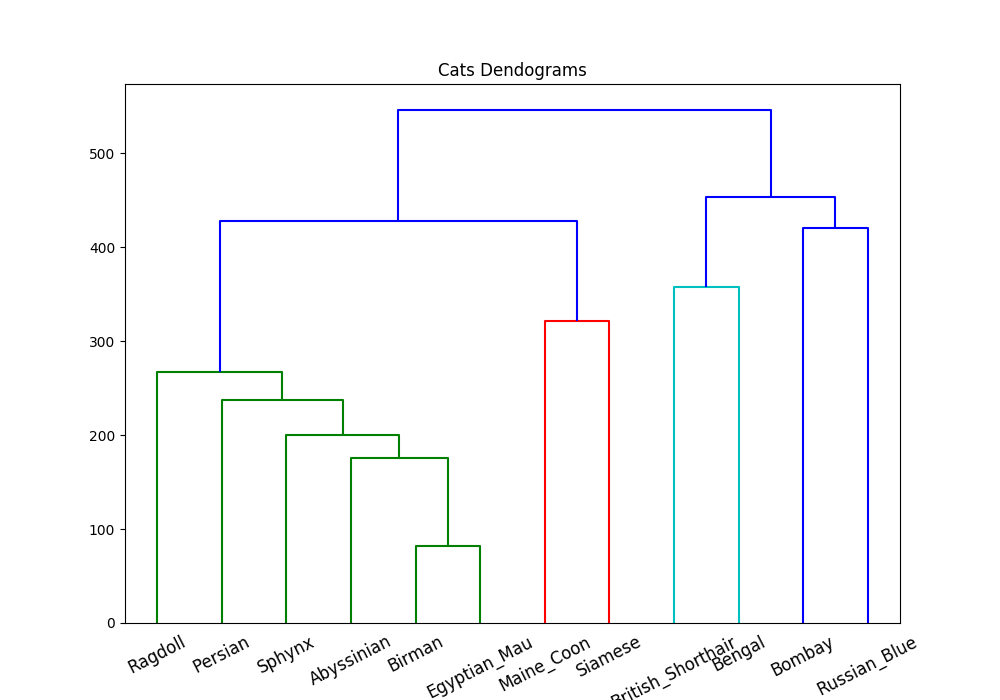 Cats Dendograms
500
400
300
200
100
0
Ragdoll
Persian
Sphynx
Abyssinian
Birman
Egyptian_Mau
Maine_Coon
Siamese
British_Shorthair
Bengal
Bombay
Russian_Blue